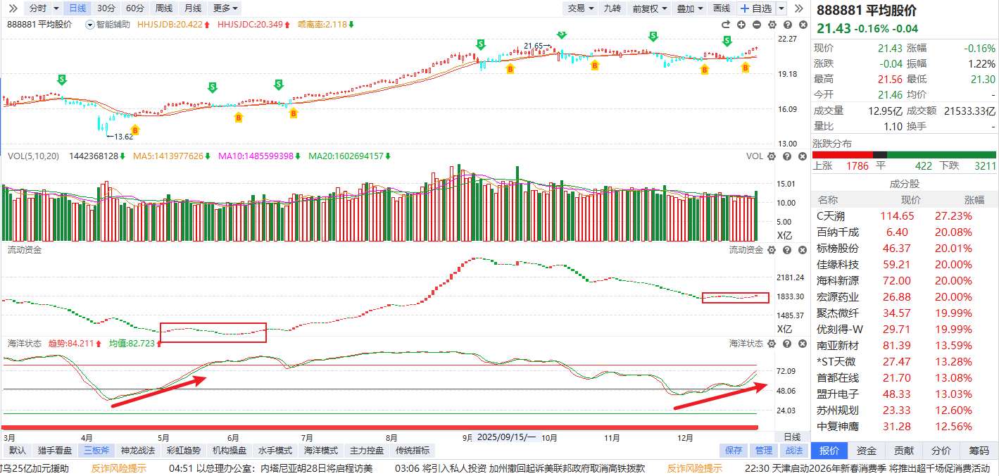 分时 日线 30分 60分 周线 月线 更多 交易 九转 前复权 叠加 画线 自选
888881 平均股价 智能辅助 HHJSJDB:20.422 HHJSJDC:20.349 乖离率:2.118
22.27
19.18
16.09
13.00
S
S
S
S
S
S
S
21.65
13.62
B
B
B
B
B
B
B
VOL(5,10,20) 1442368128 MA5:1413977626 MA10:1485599398 MA20:1602694157 VOL
15.01
10.00
5.00
X亿
流动资金 流动资金
2181.24
1833.30
1485.37
X亿
海洋状态 趋势:84.211 均值:82.723 海洋状态
72.09
48.06
24.03
3月 4月 5月 6月 7月 8月 9月 2025/09/15/一 10月 11月 12月 日线
默认 猎手看盘 三板斧 神龙战法 彩虹趋势 机构操盘 水手模式 海洋模式 主力控盘 传统指标 保存 管理 战法
888881 平均股价
21.43 -0.16% -0.04
现价 21.43 涨幅 -0.16%
涨跌 -0.04 振幅 1.22%
最高 21.56 最低 21.30
今开 21.46 均价 -
成交量 12.95亿 成交额 21533.33亿
量比 1.10 换手 -
涨跌分布
上涨 1786 平 422 下跌 3211
成分股
名称 现价 涨幅
C天溯 114.65 27.23%
百纳千成 6.40 20.08%
标榜股份 46.37 20.01%
佳缘科技 59.21 20.00%
海科新源 72.00 20.00%
宏源药业 26.88 20.00%
聚杰微纤 34.57 19.99%
优刻得-W 29.71 19.99%
南亚新材 81.39 13.59%
*ST天微 27.47 13.28%
首都在线 21.70 13.08%
盟升电子 48.33 13.03%
苏州规划 23.33 12.60%
中复神鹰 31.28 12.56%
报价 资金 贡献 分价 筹码
乌25亿加元援助 反诈风险提示 04:51 以总理办公室：内塔尼亚胡28日将启程访美 03:06 将引入私人投资 加州撤回起诉美联邦政府取消高铁拨款 反诈风险提示 22:30 天津启动2026年新春消费季 将推出超千场促消费活动